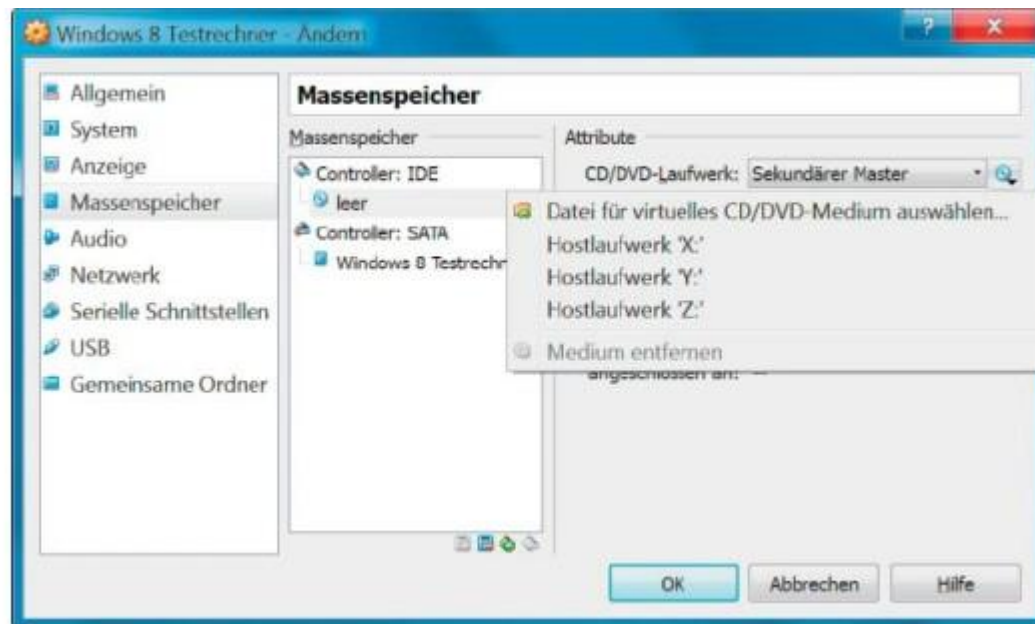 Windows 8 Testrechner - Ändern
?
X
Allgemein
System
Anzeige
Massenspeicher
Audio
Netzwerk
Serielle Schnittstellen
USB
Gemeinsame Ordner
Massenspeicher
Massenspeicher
Controller: IDE
leer
Controller: SATA
Windows 8 Testrechn
Attribute
CD/DVD-Laufwerk: Sekundärer Master
Datei für virtuelles CD/DVD-Medium auswählen...
Hostlaufwerk 'X:'
Hostlaufwerk 'Y:'
Hostlaufwerk 'Z:'
Medium entfernen
angeschlossen an: --
OK
Abbrechen
Hilfe